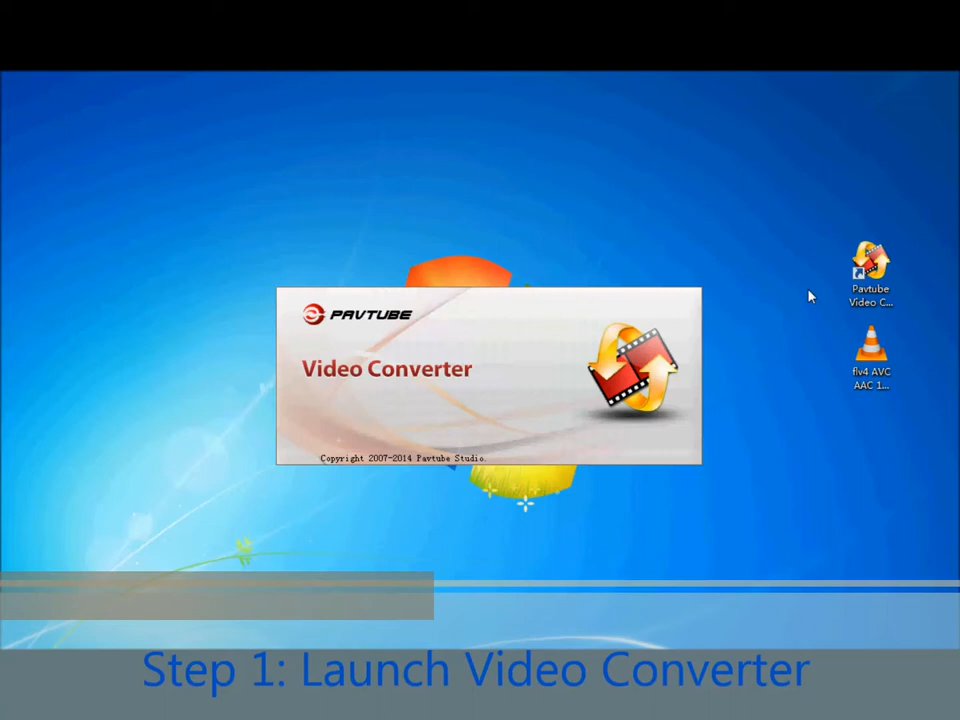 PAVTUBE
Video Converter
Copyright 2007-2014 Pavtube Studio.
Pavtube
Video C...
flv4 AVC
AAC 1...
Step 1: Launch Video Converter